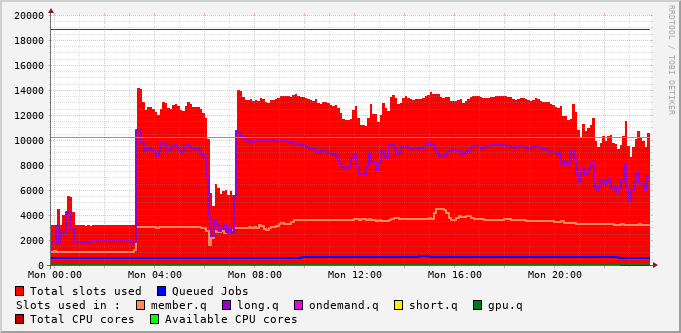 20000
18000
16000
14000
12000
10000
8000
6000
4000
2000
0
Mon 00:00 Mon 04:00 Mon 08:00 Mon 12:00 Mon 16:00 Mon 20:00
RRDTOOL / TOBI OETIKER
Total slots used Queued Jobs
Slots used in : member.q long.q ondemand.q short.q gpu.q
Total CPU cores Available CPU cores